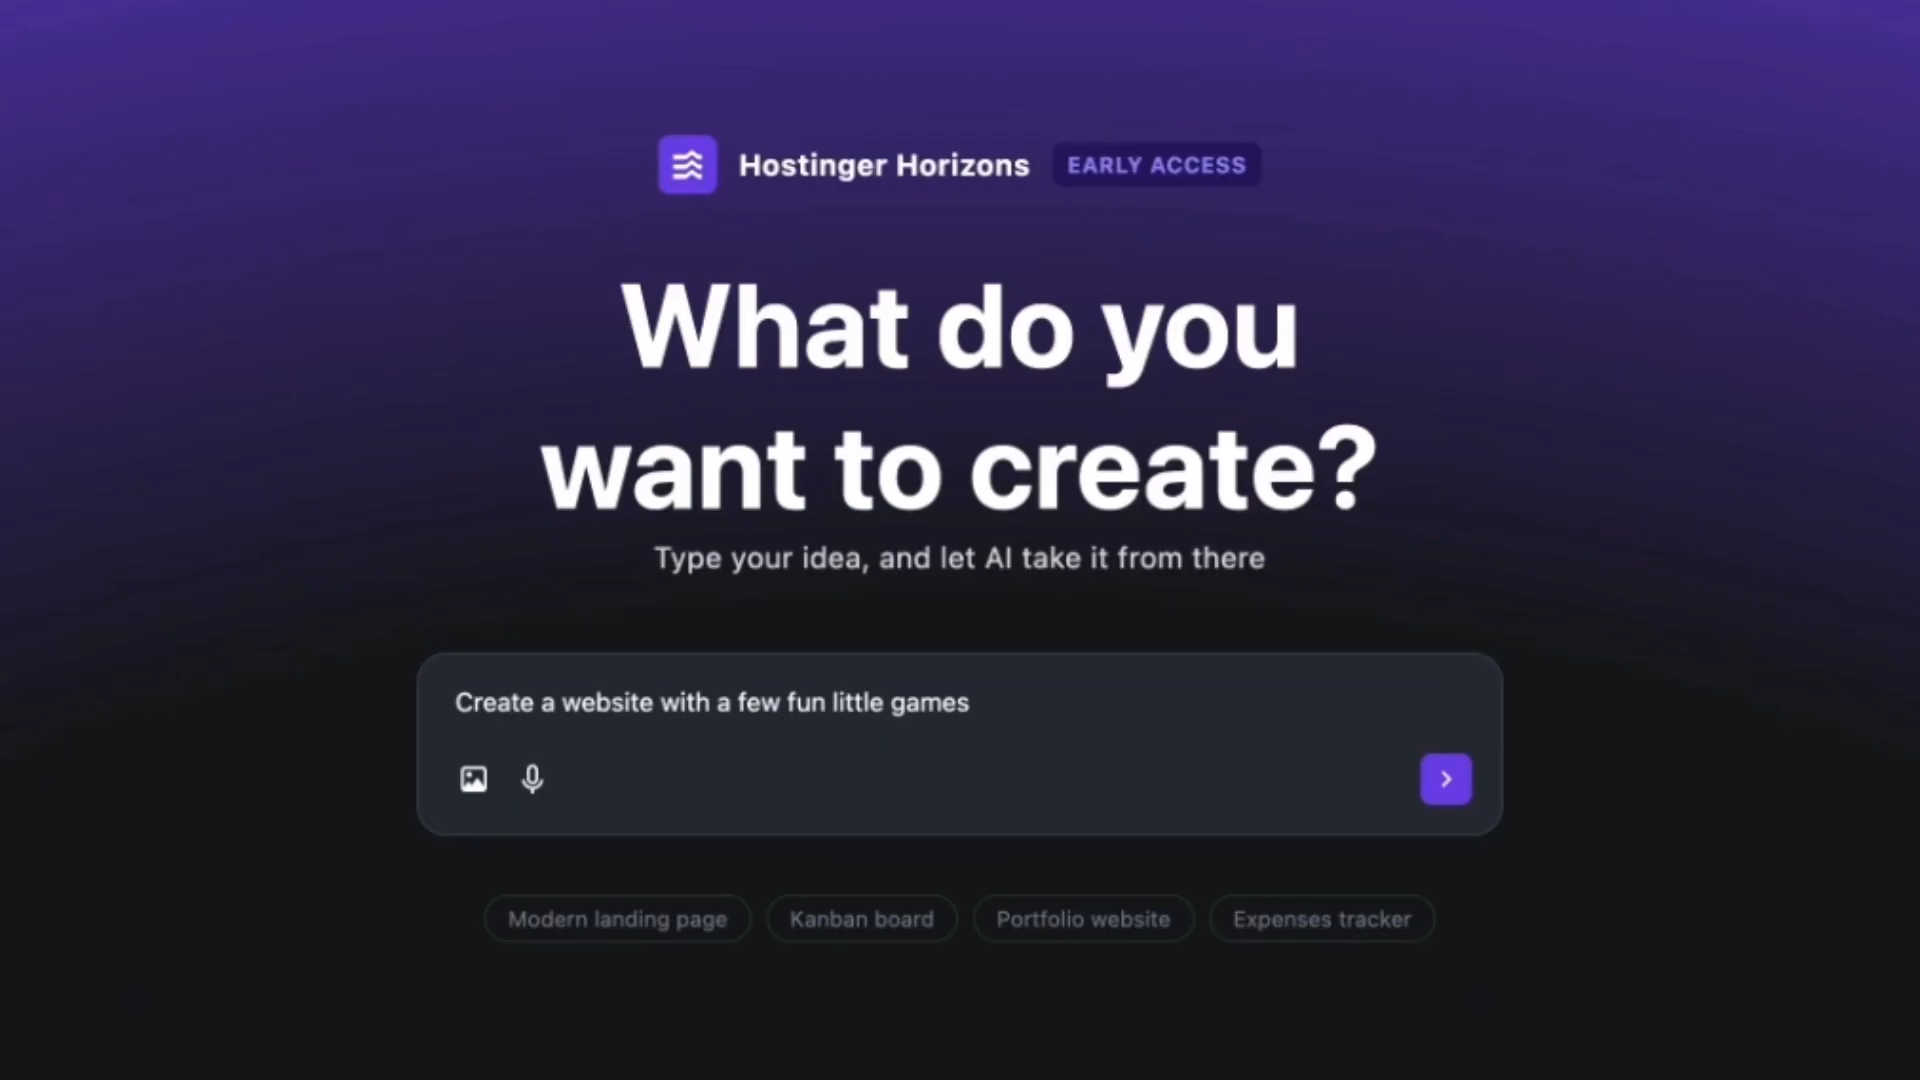 Hostinger Horizons EARLY ACCESS
What do you
want to create?
Type your idea, and let AI take it from there
Create a website with a few fun little games
Modern landing page Kanban board Portfolio website Expenses tracker